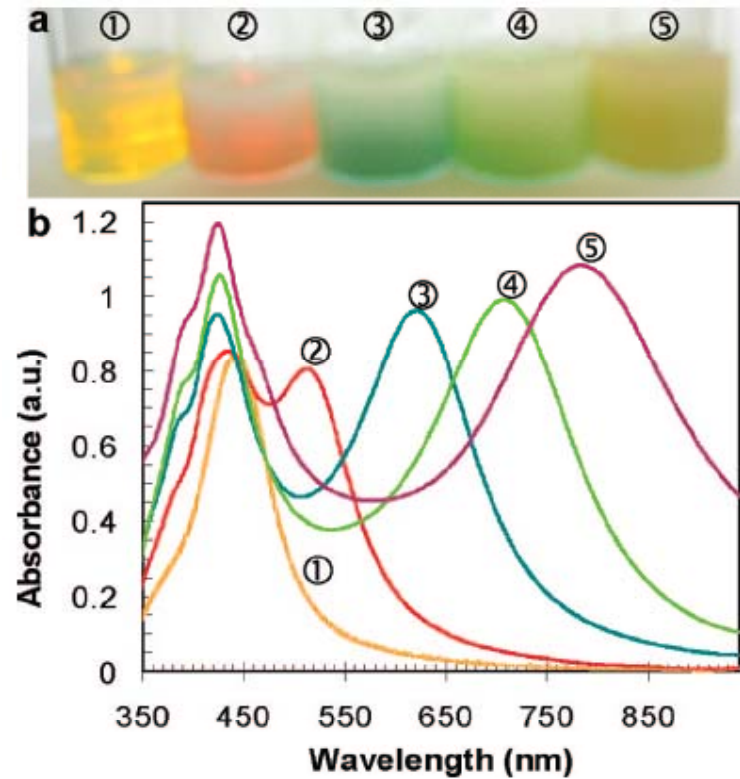 a ① ② ③ ④ ⑤
b
1.2
1
0.8
0.6
0.4
0.2
0
Absorbance (a.u.)
⑤
④
③
②
①
350 450 550 650 750 850
Wavelength (nm)